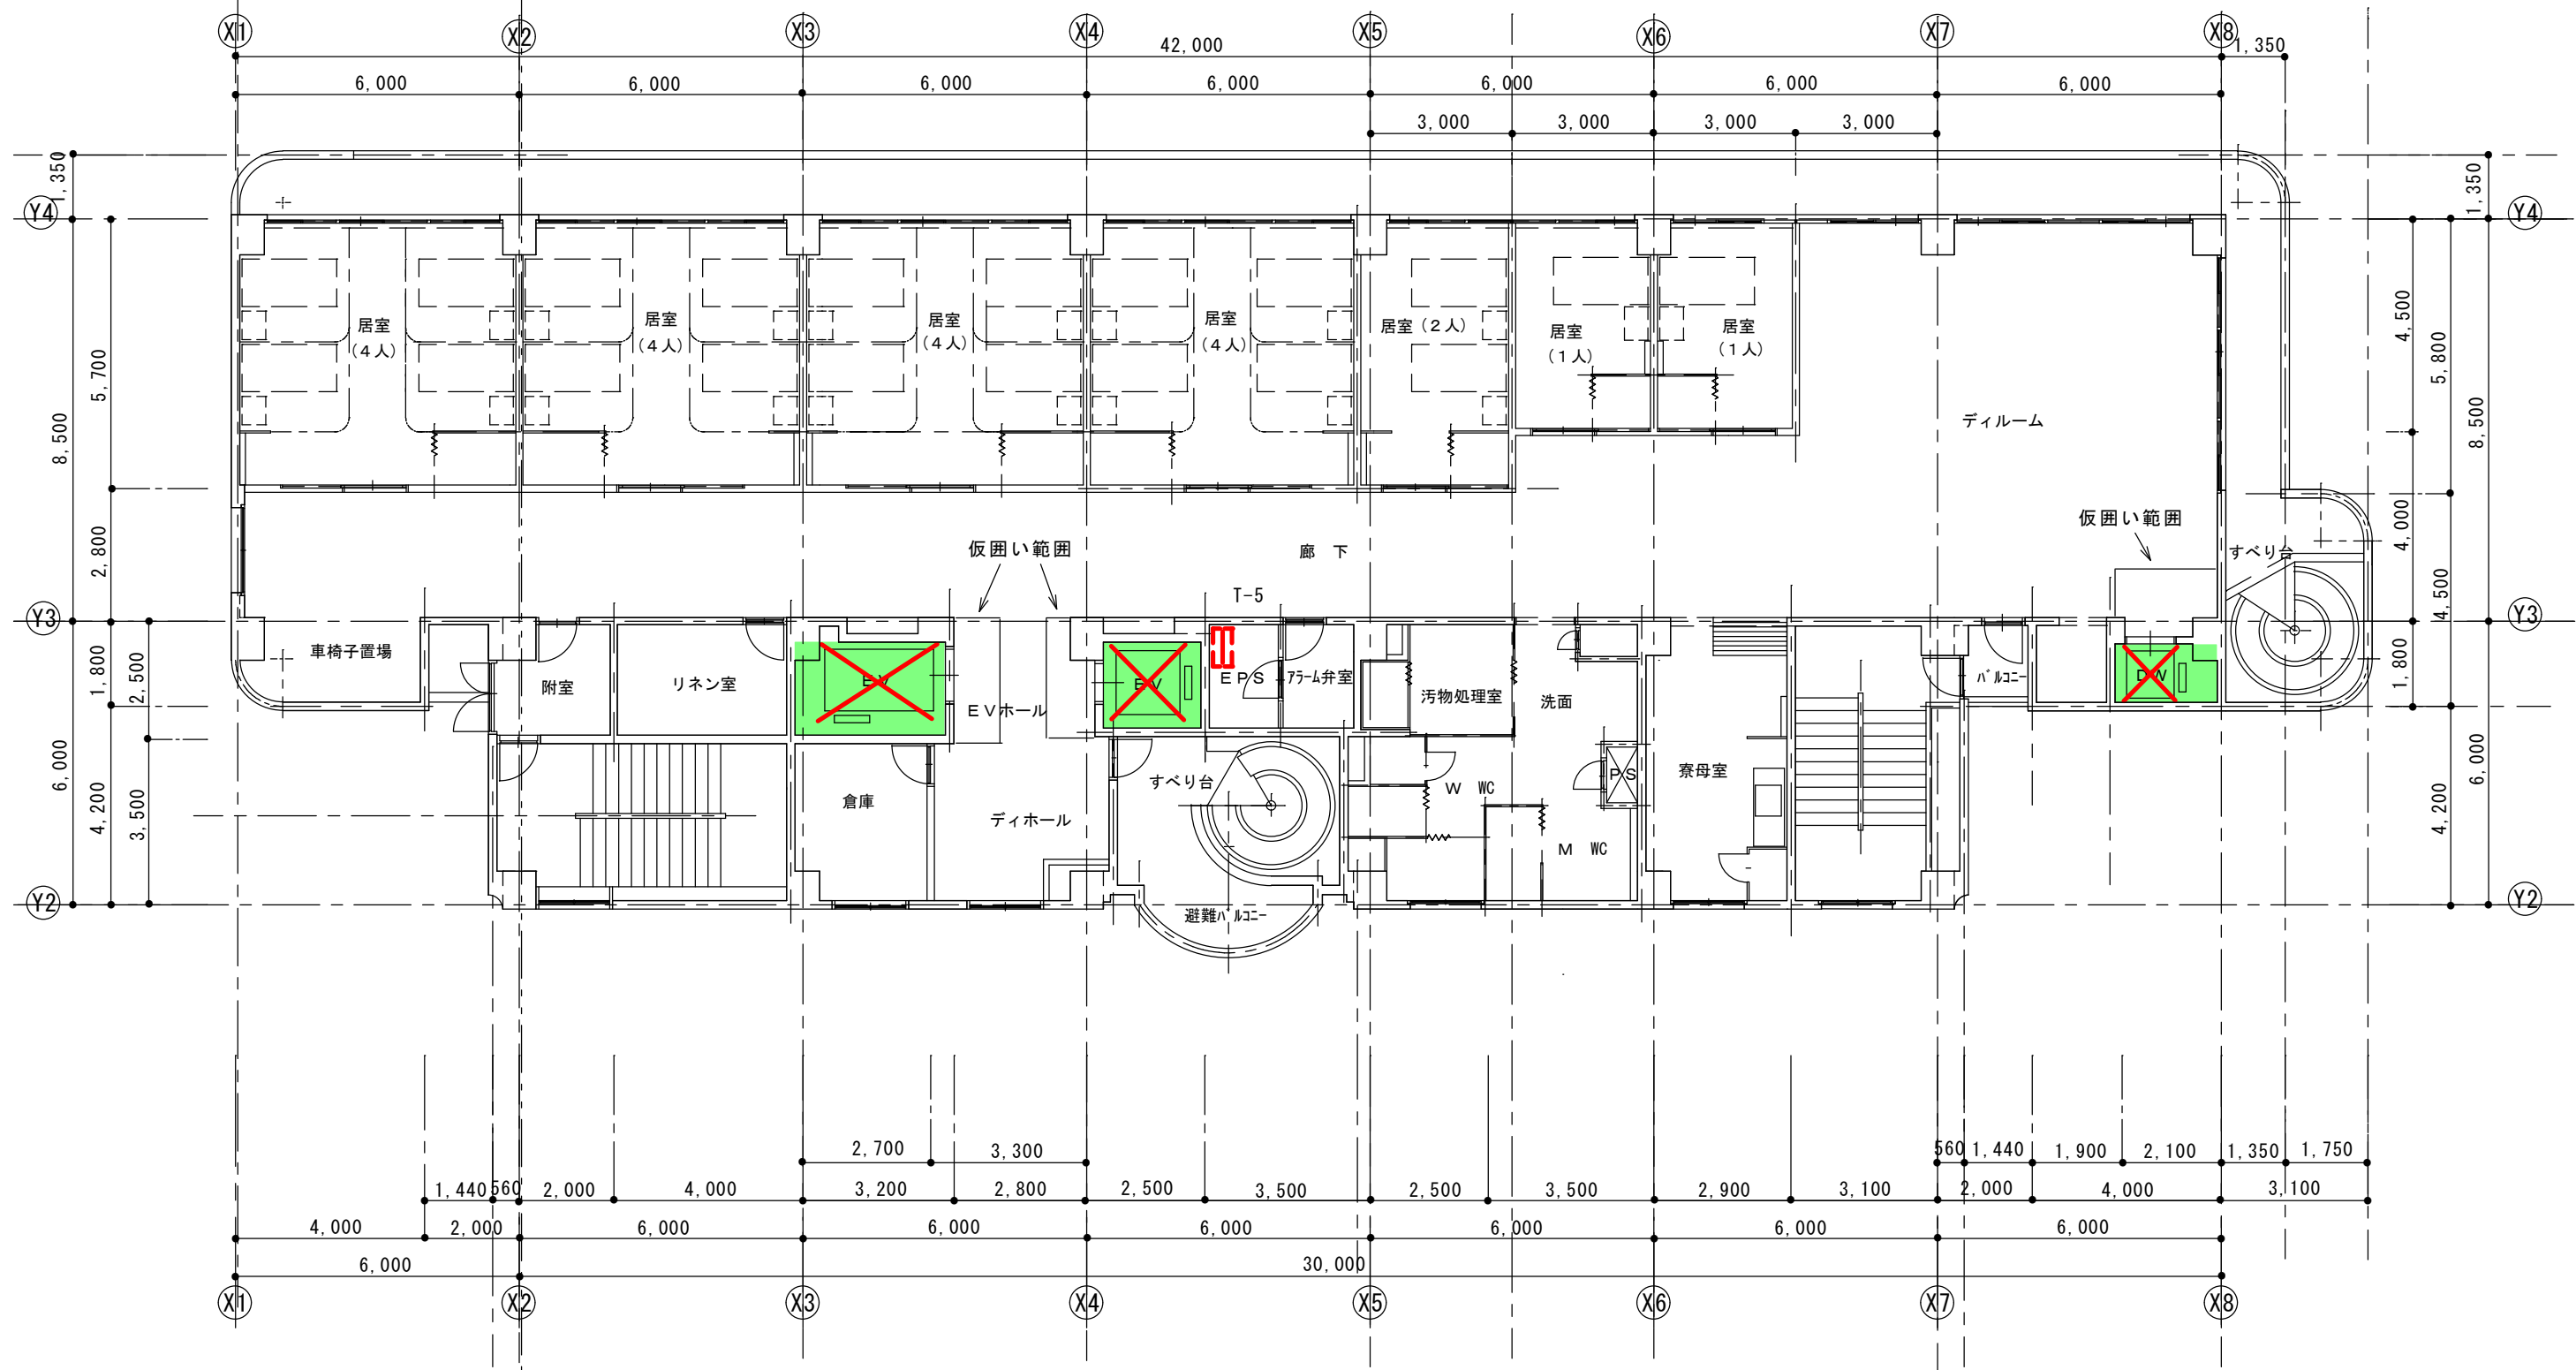 X1 X2 X3 X4 X5 X6 X7 X8
42,000 1,350
6,000 6,000 6,000 6,000 6,000 6,000 6,000
3,000 3,000 3,000 3,000
1,350 1,350
Y4 Y4
居室 居室 居室 居室 居室(2人) 居室 居室
(4人) (4人) (4人) (4人) (1人) (1人)
5,700 8,500 4,500 5,800 8,500
ディルーム
2,800 仮囲い範囲 廊 下 仮囲い範囲 4,000
すべり台
T-5 4,500
Y3 Y3
車椅子置場 附室 リネン室 EV EVホール EV EPS アラーム弁室 汚物処理室 洗面 バルコニー DW
1,800 2,500 1,800
6,000 4,200 3,500 6,000 4,200
倉庫 ディホール すべり台 W WC PS 寮母室
M WC
Y2 Y2
避難バルコニー
2,700 3,300 560 1,440 1,900 2,100 1,350 1,750
1,440 560 2,000 4,000 3,200 2,800 2,500 3,500 2,500 3,500 2,900 3,100 2,000 4,000 3,100
4,000 2,000 6,000 6,000 6,000 6,000 6,000 6,000
6,000 30,000
X1 X2 X3 X4 X5 X6 X7 X8